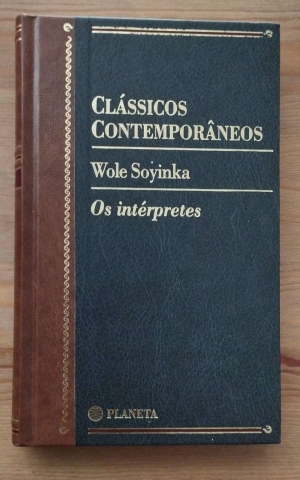 CLÁSSICOS
CONTEMPORÂNEOS
Wole Soyinka
Os intérpretes
PLANETA